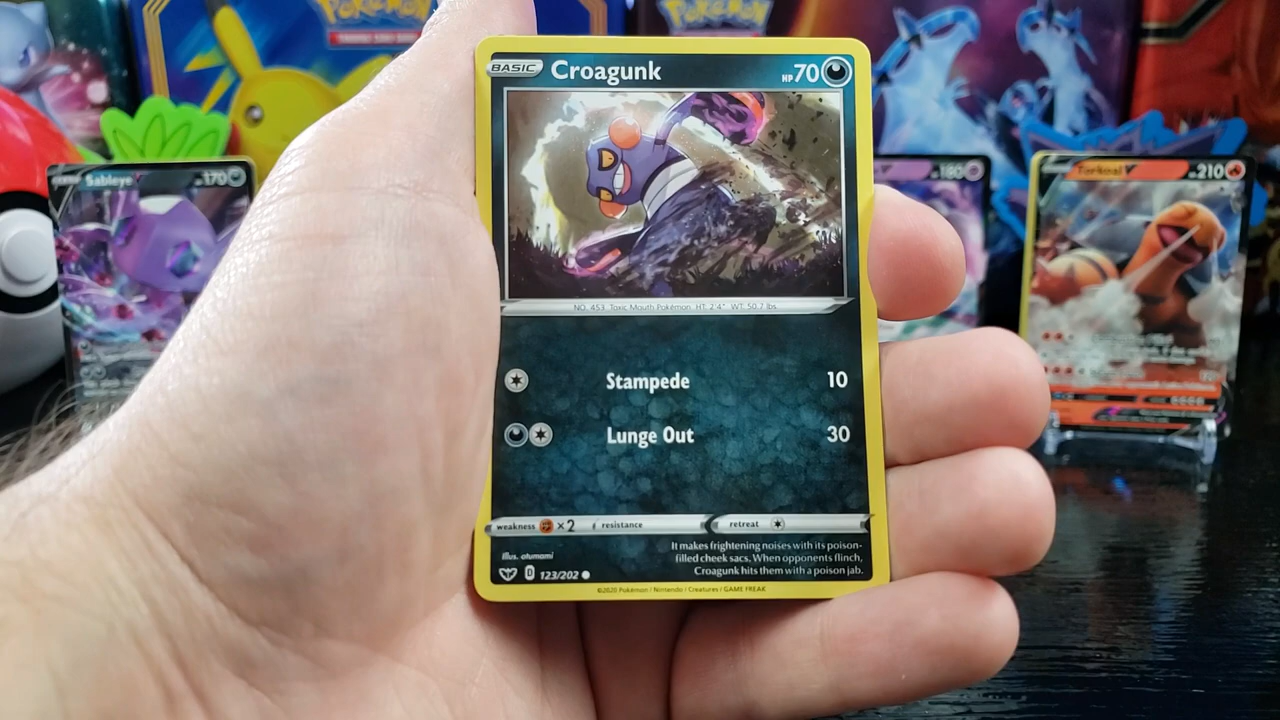 Pokémon
Pokémon
BASIC Croagunk HP 70
Sableye 170
180
Torkoal 210
NO. 453 Toxic Mouth Pokémon HT: 2'4" WT: 50.7 lbs.
Stampede 10
Lunge Out 30
weakness ×2 resistance retreat
Illus. otumami
It makes frightening noises with its poison-
filled cheek sacs. When opponents flinch,
Croagunk hits them with a poison jab.
D 123/202
©2020 Pokémon / Nintendo / Creatures / GAME FREAK